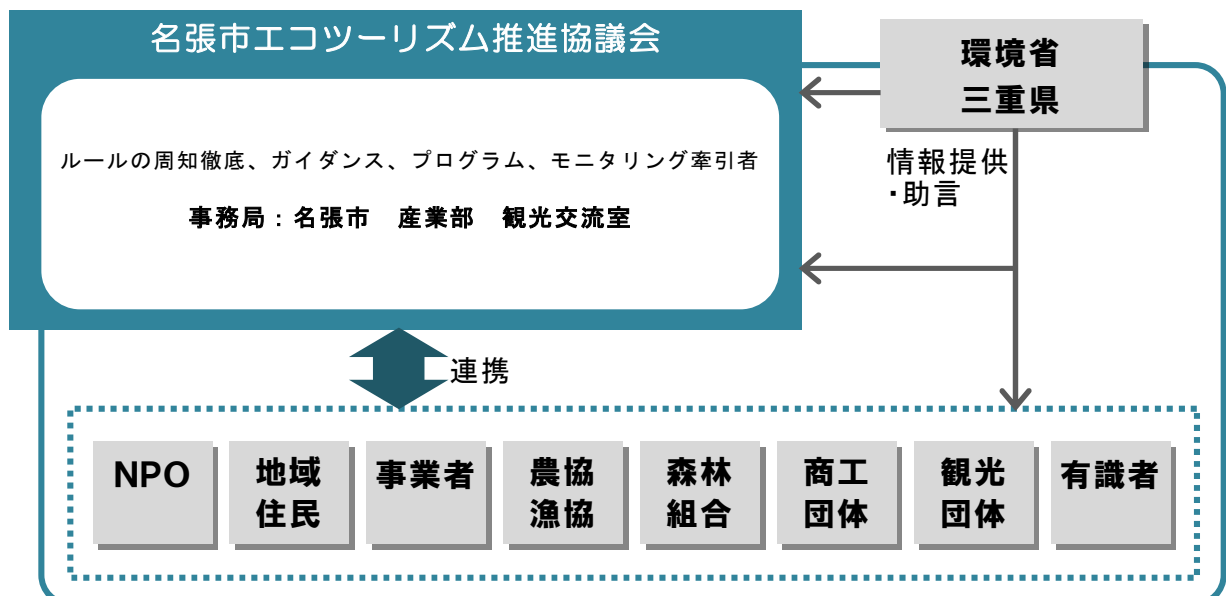 名張市エコツーリズム推進協議会
環境省
三重県
ルールの周知徹底、ガイダンス、プログラム、モニタリング牽引者
事務局：名張市　産業部　観光交流室
情報提供
・助言
連携
NPO
地域
住民
事業者
農協
漁協
森林
組合
商工
団体
観光
団体
有識者